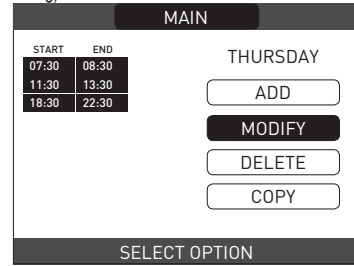 MAIN
START END
07:30 08:30
11:30 13:30
18:30 22:30
THURSDAY
ADD
MODIFY
DELETE
COPY
SELECT OPTION